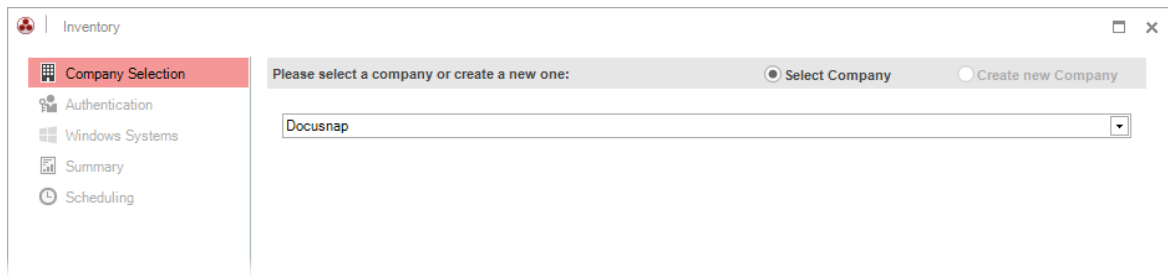 Inventory
Company Selection
Authentication
Windows Systems
Summary
Scheduling
Please select a company or create a new one:
Select Company
Create new Company
Docusnap